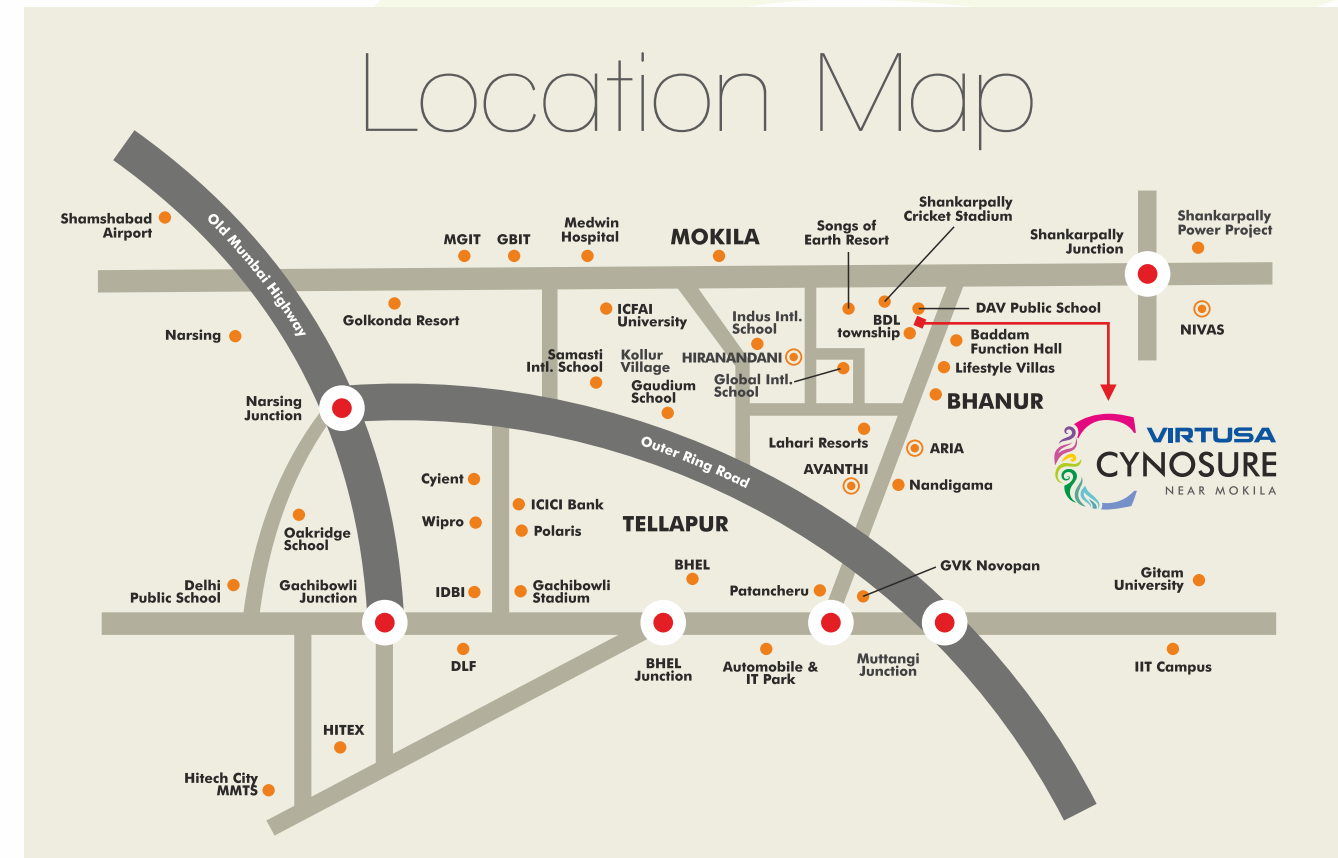 Location Map
Shamshabad
Airport
Old Mumbai Highway
MGIT
GBIT
Medwin
Hospital
MOKILA
Songs of
Earth Resort
Shankarpally
Cricket Stadium
Shankarpally
Junction
Shankarpally
Power Project
Narsing
Golkonda Resort
ICFAI
University
Indus Intl.
School
BDL
township
DAV Public School
NIVAS
Baddam
Function Hall
Samasti
Intl. School
Kollur
Village
HIRANANDANI
Global Intl.
School
Lifestyle Villas
Gaudium
School
BHANUR
Narsing
Junction
Outer Ring Road
Lahari Resorts
ARIA
AVANTHI
Nandigama
VIRTUSA
CYNOSURE
NEAR MOKILA
Cyient
ICICI Bank
Wipro
Polaris
TELLAPUR
Oakridge
School
BHEL
GVK Novopan
Gitam
University
Delhi
Public School
Gachibowli
Junction
IDBI
Gachibowli
Stadium
Patancheru
DLF
BHEL
Junction
Automobile &
IT Park
Muttangi
Junction
IIT Campus
HITEX
Hitech City
MMTS